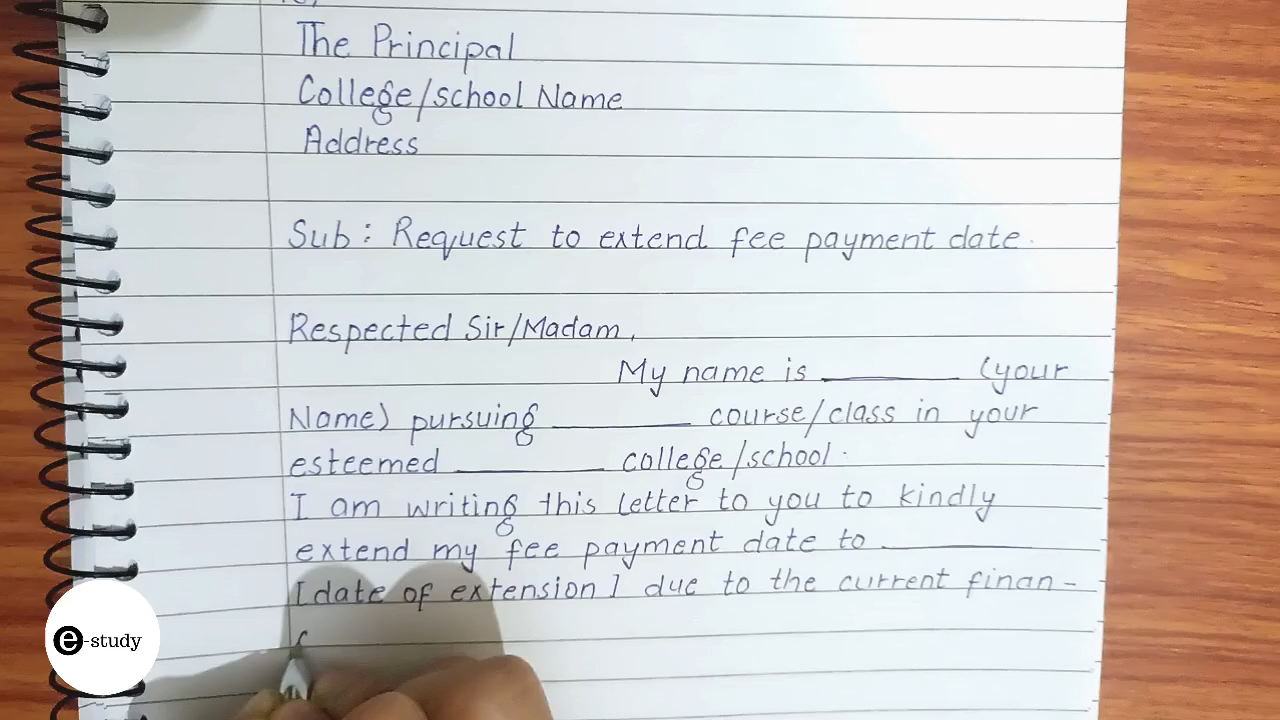 The Principal
College/school Name
Address
Sub: Request to extend fee payment date.
Respected Sir/Madam,
My name is ________ (your
Name) pursuing ________ course/class in your
esteemed ________ college/school.
I am writing this letter to you to kindly
extend my fee payment date to ________
[date of extension] due to the current finan-
e-study